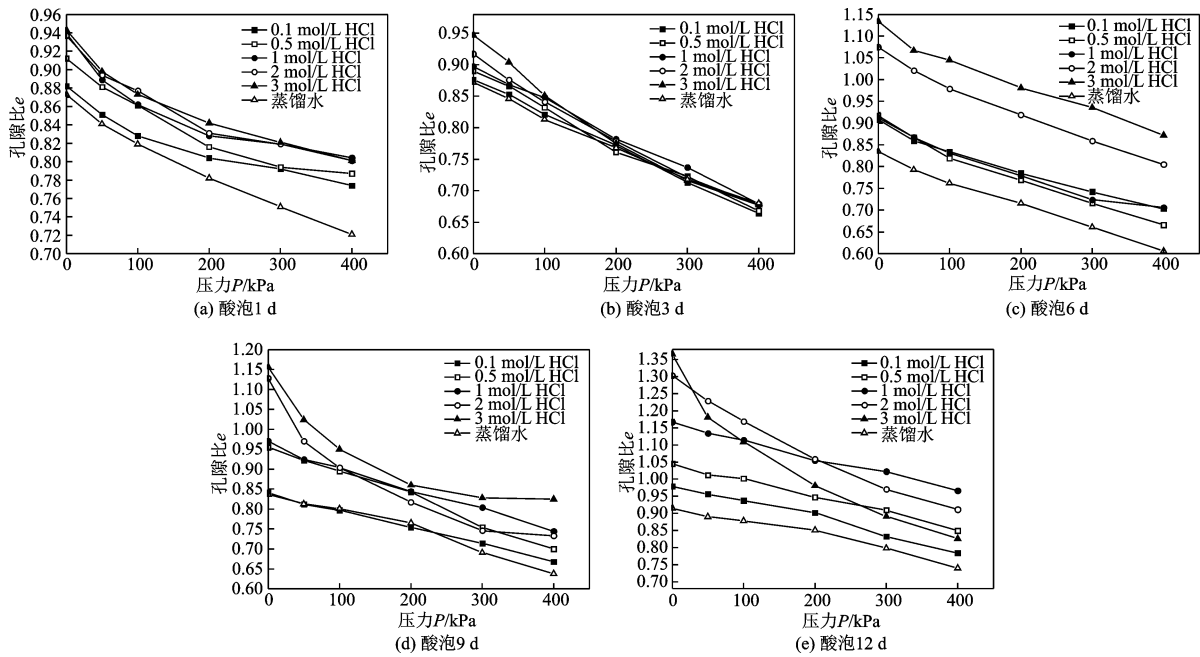 0.96
0.94
0.92
0.90
0.88
0.86
0.84
0.82
0.80
0.78
0.76
0.74
0.72
0.70
孔隙比e
0.1 mol/L HCl
0.5 mol/L HCl
1 mol/L HCl
2 mol/L HCl
3 mol/L HCl
蒸馏水
0 100 200 300 400
压力P/kPa
(a) 酸泡1 d
0.95
0.90
0.85
0.80
0.75
0.70
0.65
0.60
孔隙比e
0.1 mol/L HCl
0.5 mol/L HCl
1 mol/L HCl
2 mol/L HCl
3 mol/L HCl
蒸馏水
0 100 200 300 400
压力P/kPa
(b) 酸泡3 d
1.15
1.10
1.05
1.00
0.95
0.90
0.85
0.80
0.75
0.70
0.65
0.60
孔隙比e
0.1 mol/L HCl
0.5 mol/L HCl
1 mol/L HCl
2 mol/L HCl
3 mol/L HCl
蒸馏水
0 100 200 300 400
压力P/kPa
(c) 酸泡6 d
1.20
1.15
1.10
1.05
1.00
0.95
0.90
0.85
0.80
0.75
0.70
0.65
0.60
孔隙比e
0.1 mol/L HCl
0.5 mol/L HCl
1 mol/L HCl
2 mol/L HCl
3 mol/L HCl
蒸馏水
0 100 200 300 400
压力P/kPa
(d) 酸泡9 d
1.35
1.30
1.25
1.20
1.15
1.10
1.05
1.00
0.95
0.90
0.85
0.80
0.75
0.70
孔隙比e
0.1 mol/L HCl
0.5 mol/L HCl
1 mol/L HCl
2 mol/L HCl
3 mol/L HCl
蒸馏水
0 100 200 300 400
压力P/kPa
(e) 酸泡12 d